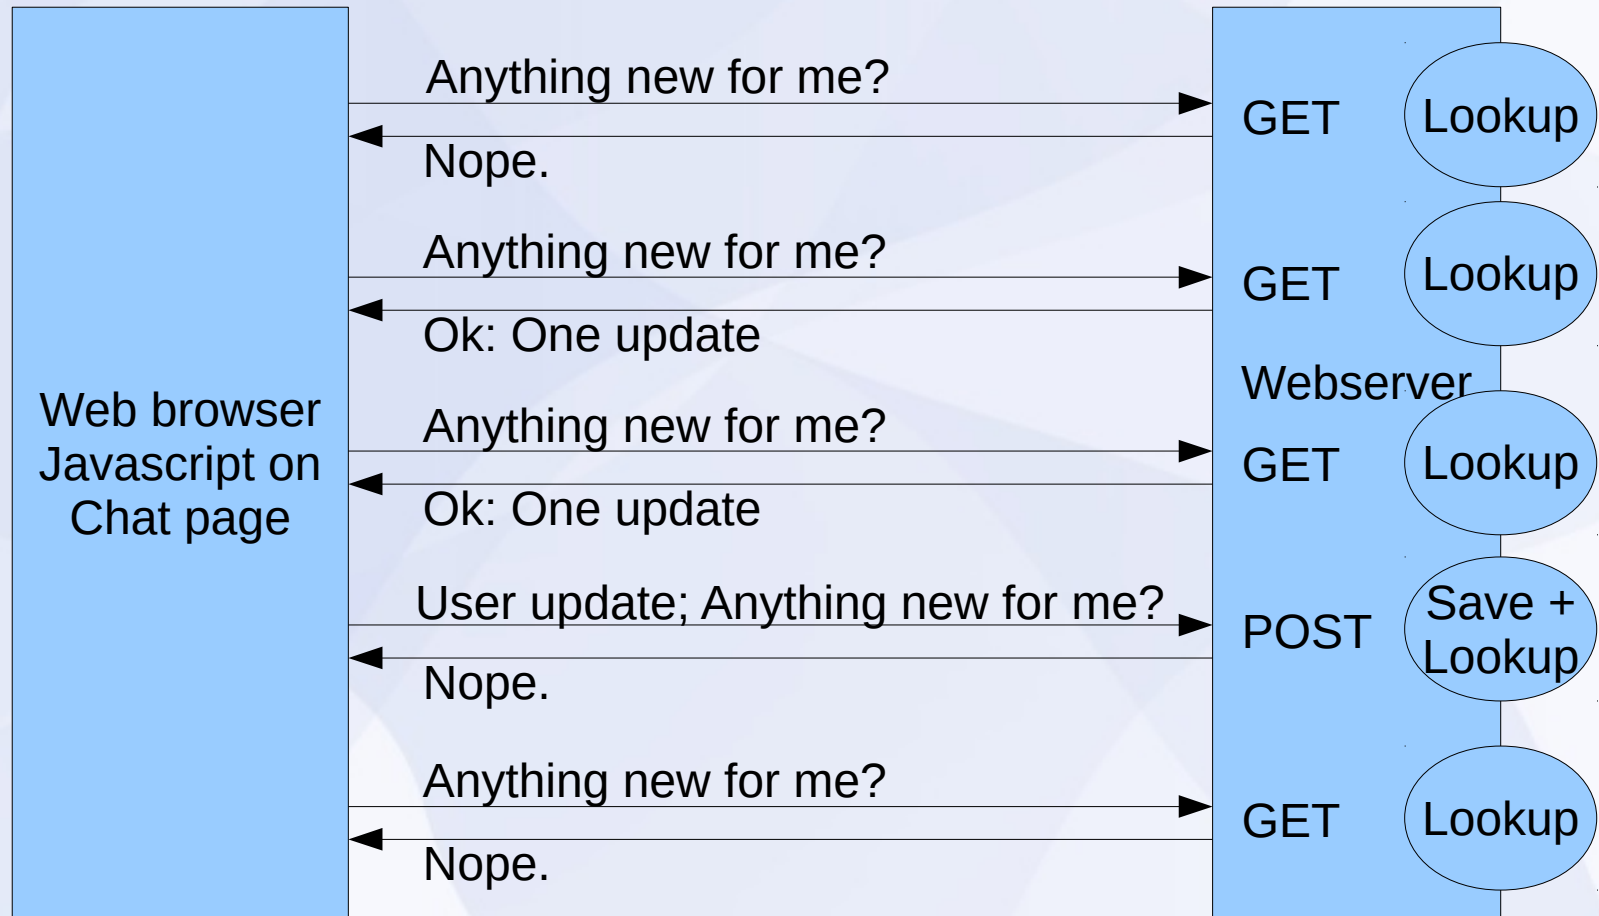 Anything new for me?
GET
Lookup
Nope.
Anything new for me?
GET
Lookup
Ok: One update
Webserver
Web browser
Javascript on
Chat page
Anything new for me?
GET
Lookup
Ok: One update
User update; Anything new for me?
POST
Save +
Lookup
Nope.
Anything new for me?
GET
Lookup
Nope.